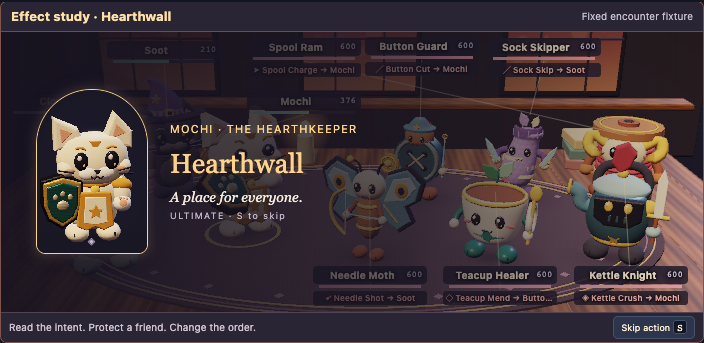 Effect study · Hearthwall
Fixed encounter fixture
Soot 210
Spool Ram 600
Button Guard 600
Sock Skipper 600
Spool Charge → Mochi
Button Cut → Mochi
Sock Skip → Soot
Mochi 376
MOCHI · THE HEARTHKEEPER
Hearthwall
A place for everyone.
ULTIMATE · S to skip
Needle Moth 600
Teacup Healer 600
Kettle Knight 600
Needle Shot → Soot
Teacup Mend → Butto...
Kettle Crush → Mochi
Read the intent. Protect a friend. Change the order.
Skip action S